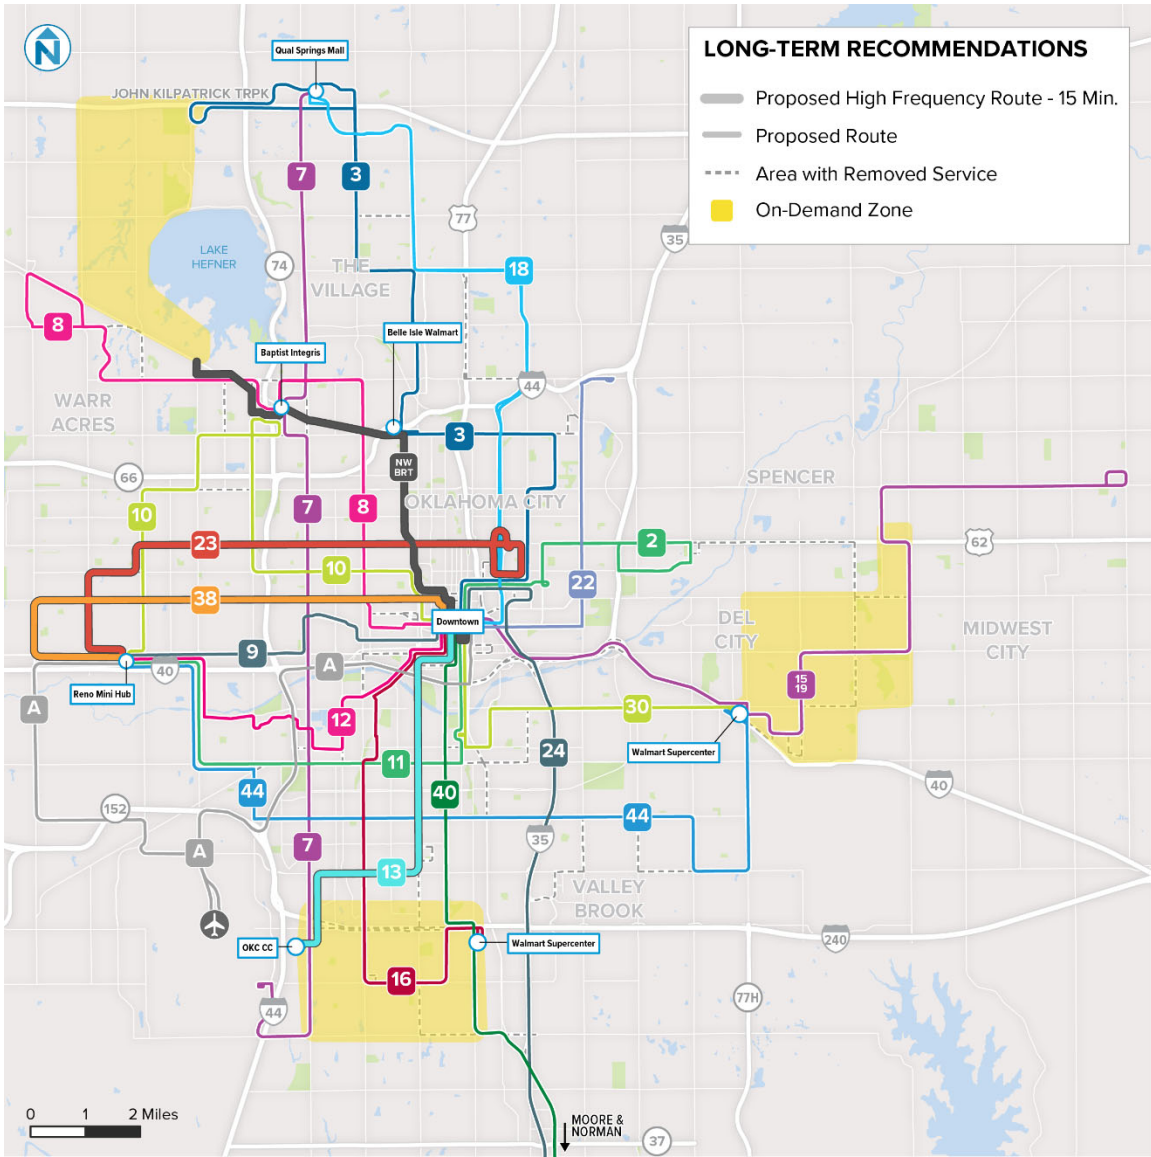 N
Qual Springs Mall
LONG-TERM RECOMMENDATIONS
Proposed High Frequency Route - 15 Min.
Proposed Route
Area with Removed Service
On-Demand Zone
JOHN KILPATRICK TRPK
7
3
77
35
LAKE
HEFNER
74
THE
VILLAGE
18
8
Belle Isle Walmart
Baptist Integris
44
WARR
ACRES
3
NW
BRT
66
SPENCER
OKLAHOMA CITY
10
7
8
23
2
62
10
22
38
Downtown
DEL
CITY
MIDWEST
CITY
9
A
40
Reno Mini Hub
15
19
A
12
30
Walmart Supercenter
24
11
44
40
40
152
44
35
7
A
13
VALLEY
BROOK
OKC CC
Walmart Supercenter
240
16
77H
44
0 1 2 Miles
MOORE &
NORMAN
37